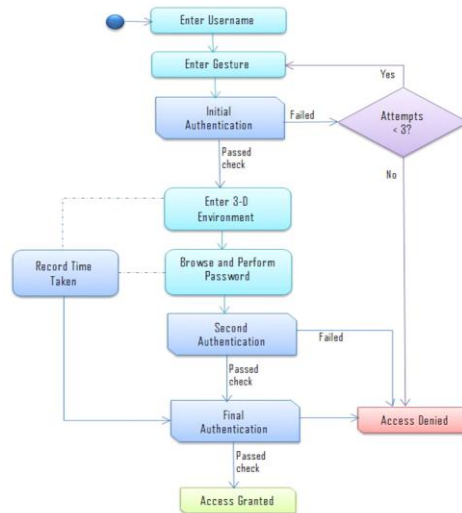 Enter Username
Enter Gesture
Yes
Initial
Authentication
Failed
Attempts
< 3?
Passed
check
No
Enter 3-D
Environment
Record Time
Taken
Browse and Perform
Password
Second
Authentication
Failed
Passed
check
Final
Authentication
Access Denied
Passed
check
Access Granted